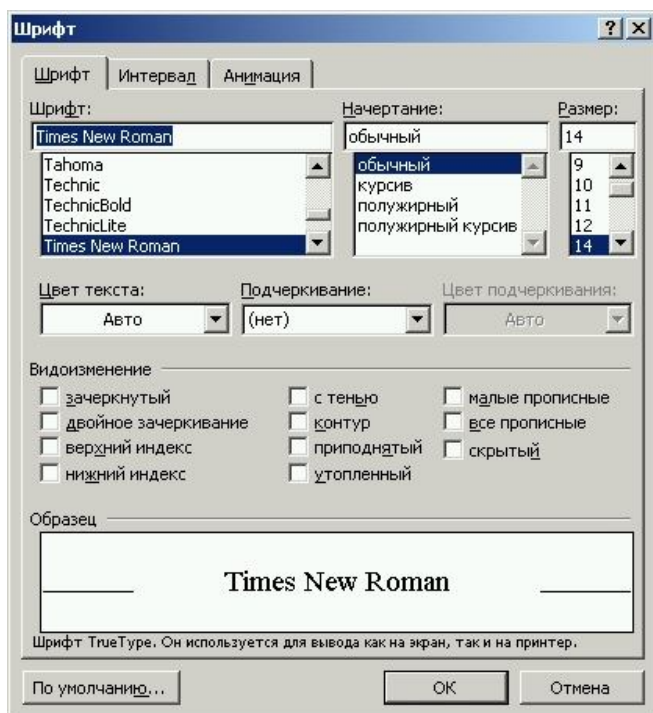 Шрифт
Шрифт Интервал Анимация
Шрифт: Начертание: Размер:
Times New Roman обычный 14
Tahoma обычный 9
Technic курсив 10
TechnicBold полужирный 11
TechnicLite полужирный курсив 12
Times New Roman 14
Цвет текста: Подчеркивание: Цвет подчеркивания:
Авто (нет) Авто
Видоизменение
зачеркнутый с тенью малые прописные
двойное зачеркивание контур все прописные
верхний индекс приподнятый скрытый
нижний индекс утопленный
Образец
Times New Roman
Шрифт TrueType. Он используется для вывода как на экран, так и на принтер.
По умолчанию... ОК Отмена